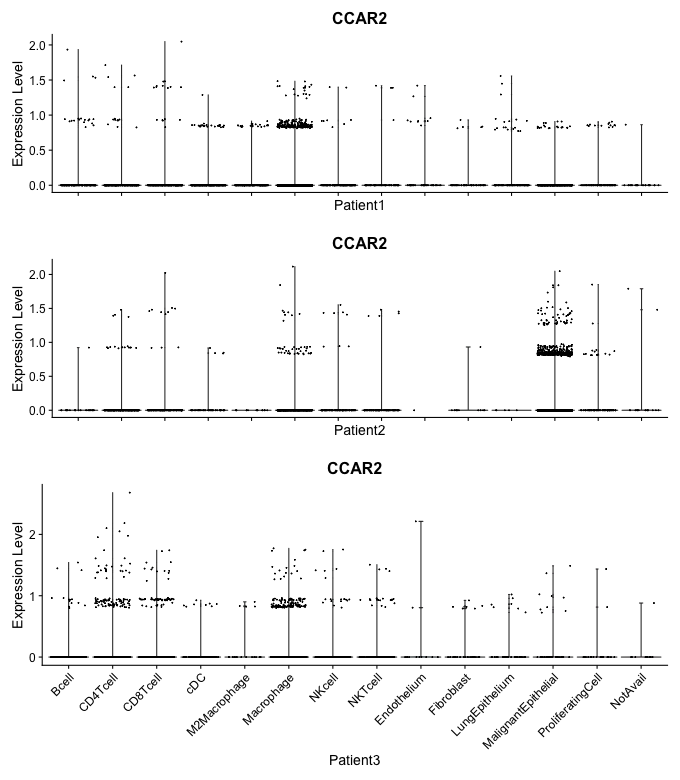 CCAR2
Expression Level
2.0
1.5
1.0
0.5
0.0
Patient1
CCAR2
Expression Level
2.0
1.5
1.0
0.5
0.0
Patient2
CCAR2
Expression Level
2
1
0
Bcell
CD4Tcell
CD8Tcell
cDC
M2Macrophage
Macrophage
NKcell
NKTcell
Endothelium
Fibroblast
LungEpithelium
MalignantEpithelial
ProliferatingCell
NotAvail
Patient3